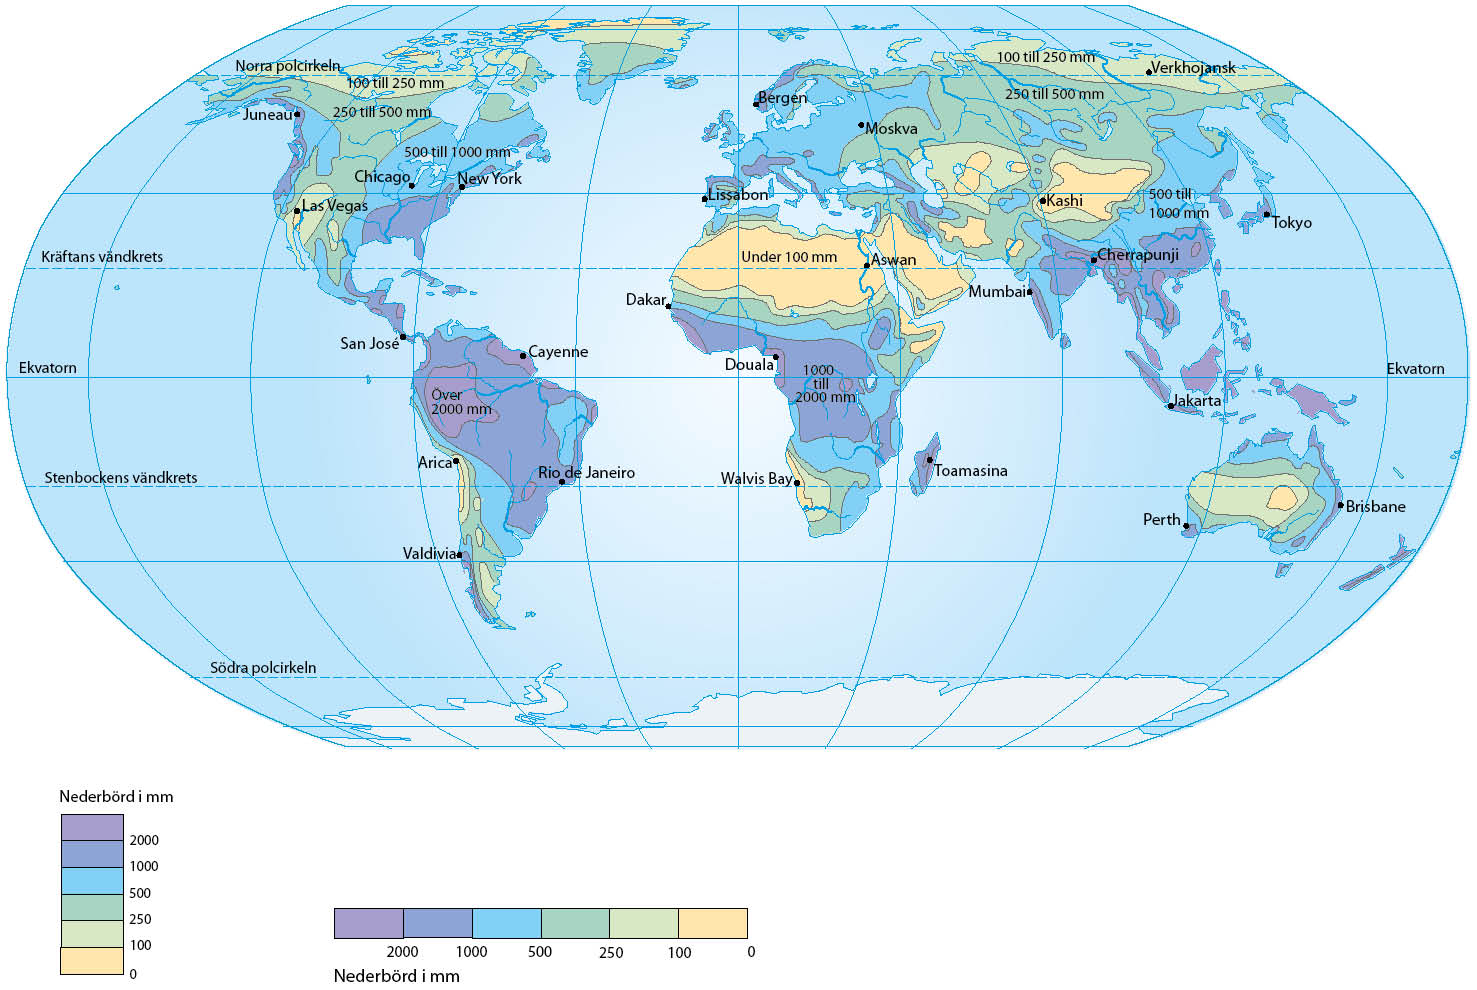 Norra polcirkeln
100 till 250 mm
Verkhojansk
100 till 250 mm
250 till 500 mm
Bergen
Juneau
250 till 500 mm
Moskva
500 till 1000 mm
Chicago
New York
Lissabon
Kashi
500 till
1000 mm
Las Vegas
Tokyo
Kräftans vändkrets
Under 100 mm
Aswan
Cherrapunji
Mumbai
Dakar
San José
Cayenne
Douala
Ekvatorn
1000
till
2000 mm
Ekvatorn
Över
2000 mm
Jakarta
Arica
Rio de Janeiro
Stenbockens vändkrets
Walvis Bay
Toamasina
Brisbane
Perth
Valdivia
Södra polcirkeln
Nederbörd i mm
2000
1000
500
250
100
0
2000 1000 500 250 100 0
Nederbörd i mm